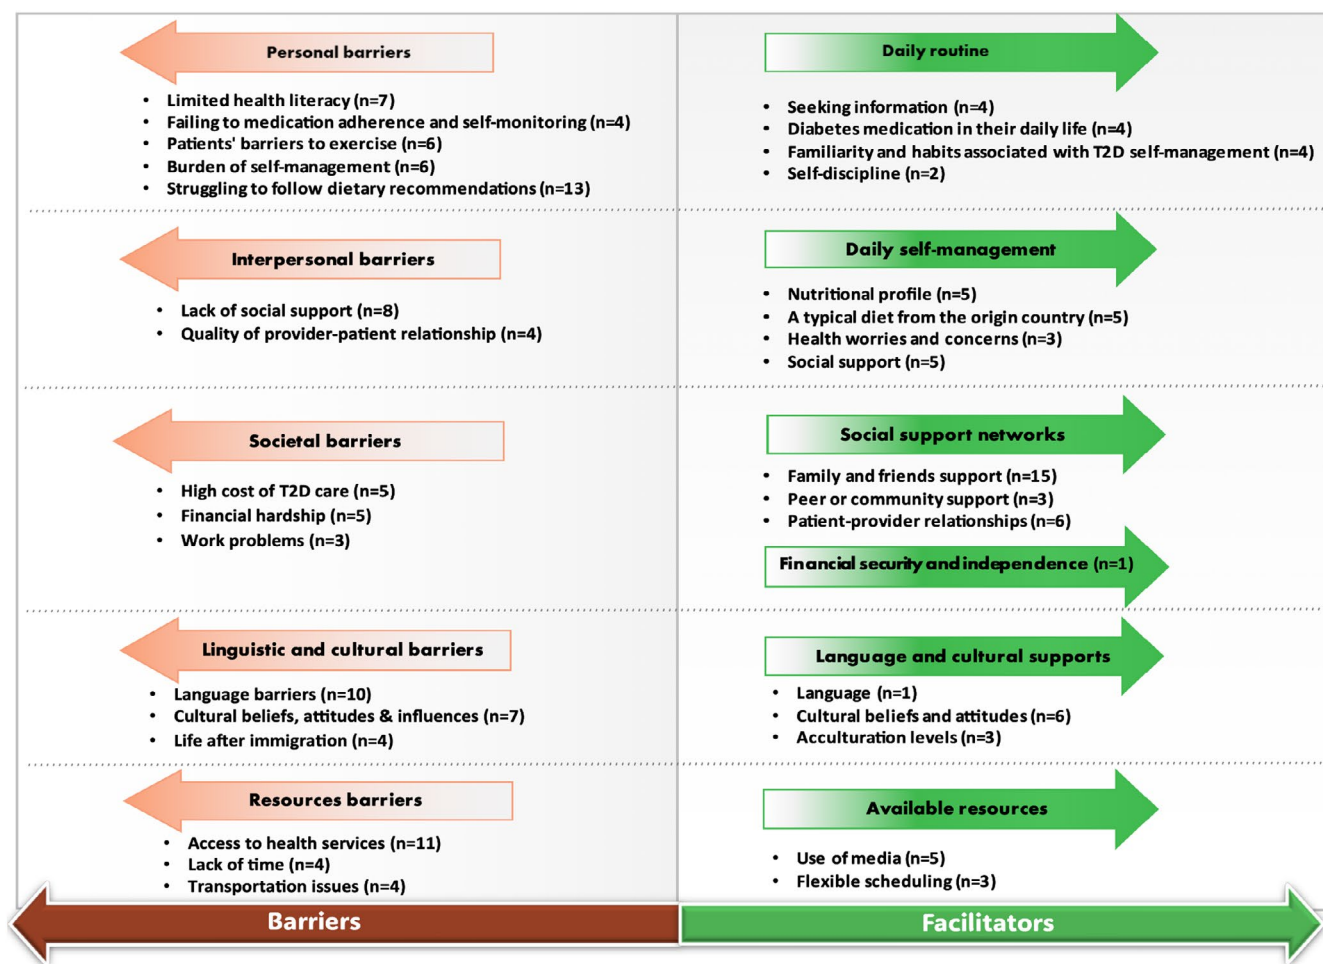 Personal barriers
• Limited health literacy (n=7)
• Failing to medication adherence and self-monitoring (n=4)
• Patients' barriers to exercise (n=6)
• Burden of self-management (n=6)
• Struggling to follow dietary recommendations (n=13)
Daily routine
• Seeking information (n=4)
• Diabetes medication in their daily life (n=4)
• Familiarity and habits associated with T2D self-management (n=4)
• Self-discipline (n=2)
Interpersonal barriers
• Lack of social support (n=8)
• Quality of provider-patient relationship (n=4)
Daily self-management
• Nutritional profile (n=5)
• A typical diet from the origin country (n=5)
• Health worries and concerns (n=3)
• Social support (n=5)
Societal barriers
• High cost of T2D care (n=5)
• Financial hardship (n=5)
• Work problems (n=3)
Social support networks
• Family and friends support (n=15)
• Peer or community support (n=3)
• Patient-provider relationships (n=6)
Financial security and independence (n=1)
Linguistic and cultural barriers
• Language barriers (n=10)
• Cultural beliefs, attitudes & influences (n=7)
• Life after immigration (n=4)
Language and cultural supports
• Language (n=1)
• Cultural beliefs and attitudes (n=6)
• Acculturation levels (n=3)
Resources barriers
• Access to health services (n=11)
• Lack of time (n=4)
• Transportation issues (n=4)
Available resources
• Use of media (n=5)
• Flexible scheduling (n=3)
Barriers
Facilitators